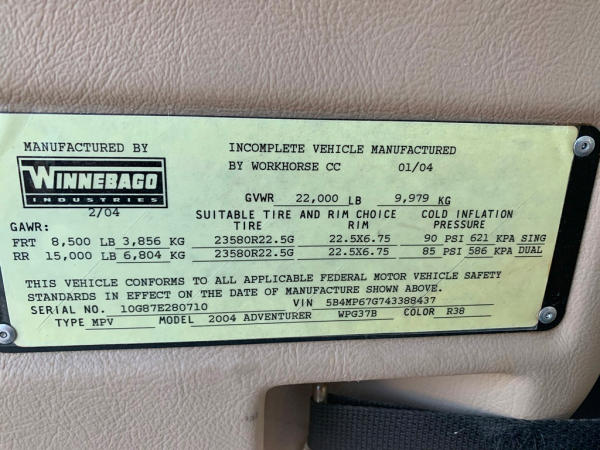 MANUFACTURED BY
INCOMPLETE VEHICLE MANUFACTURED
BY WORKHORSE CC 01/04
WINNEBAGO
INDUSTRIES
2/04
GVWR 22,000 LB 9,979 KG
SUITABLE TIRE AND RIM CHOICE COLD INFLATION
GAWR: TIRE RIM PRESSURE
FRT 8,500 LB 3,856 KG 23580R22.5G 22.5X6.75 90 PSI 621 KPA SING
RR 15,000 LB 6,804 KG 23580R22.5G 22.5X6.75 85 PSI 586 KPA DUAL
THIS VEHICLE CONFORMS TO ALL APPLICABLE FEDERAL MOTOR VEHICLE SAFETY
STANDARDS IN EFFECT ON THE DATE OF MANUFACTURE SHOWN ABOVE.
SERIAL NO. 10G87E280710 VIN 5B4MP67G743388437
TYPE MPV MODEL 2004 ADVENTURER WPG37B COLOR R38